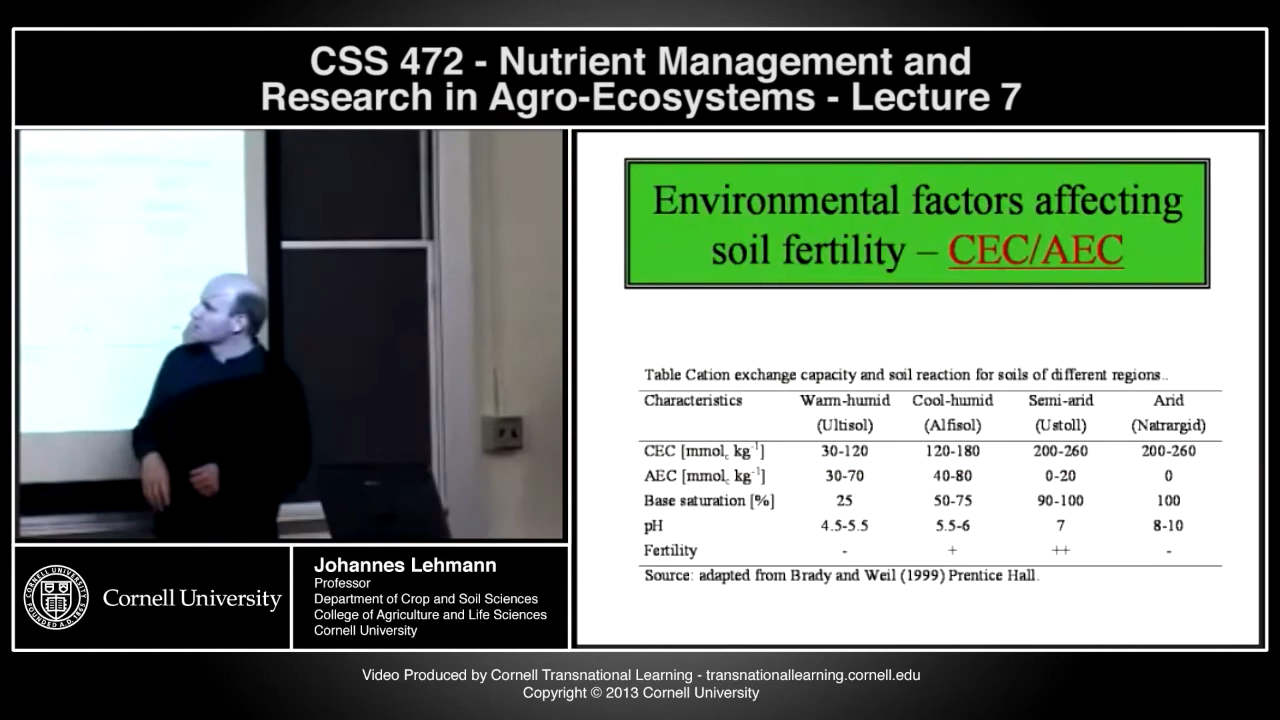 CSS 472 - Nutrient Management and
Research in Agro-Ecosystems - Lecture 7
Environmental factors affecting
soil fertility – CEC/AEC
Table Cation exchange capacity and soil reaction for soils of different regions..
Characteristics Warm-humid Cool-humid Semi-arid Arid
(Ultisol) (Alfisol) (Ustoll) (Natrargid)
CEC [mmolc kg-1] 30-120 120-180 200-260 200-260
AEC [mmolc kg-1] 30-70 40-80 0-20 0
Base saturation [%] 25 50-75 90-100 100
pH 4.5-5.5 5.5-6 7 8-10
Fertility - + ++ -
Source: adapted from Brady and Weil (1999) Prentice Hall.
CORNELL UNIVERSITY
FOUNDED A.D. 1865
Cornell University
Johannes Lehmann
Professor
Department of Crop and Soil Sciences
College of Agriculture and Life Sciences
Cornell University
Video Produced by Cornell Transnational Learning - transnationallearning.cornell.edu
Copyright © 2013 Cornell University